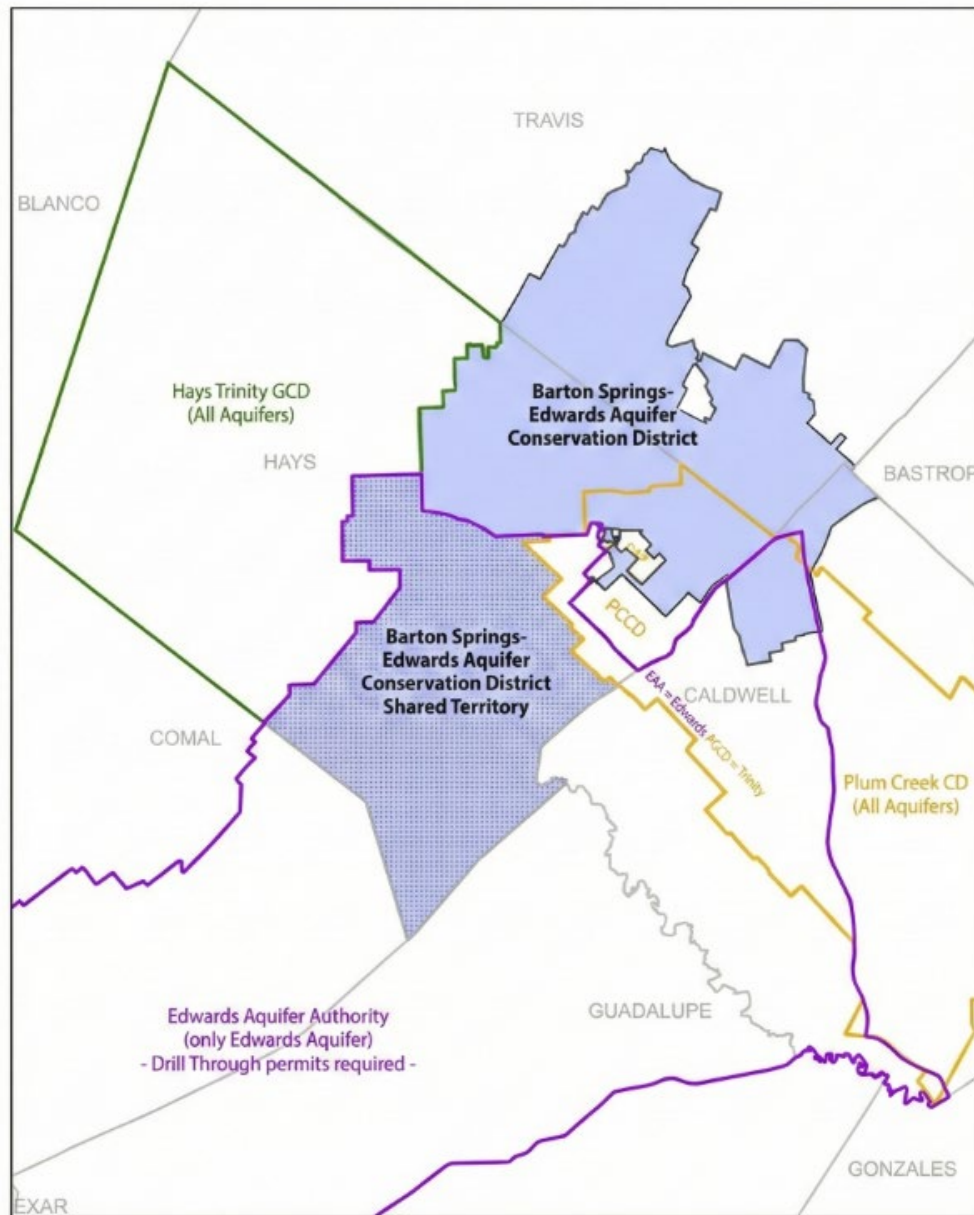 TRAVIS
BLANCO
Hays Trinity GCD
(All Aquifers)
HAYS
Barton Springs-
Edwards Aquifer
Conservation District
BASTROP
PCCD
Barton Springs-
Edwards Aquifer
Conservation District
Shared Territory
EAA = Edwards AGCD = Trinity
CALDWELL
COMAL
Plum Creek CD
(All Aquifers)
Edwards Aquifer Authority
(only Edwards Aquifer)
- Drill Through permits required -
GUADALUPE
GONZALES
EXAR